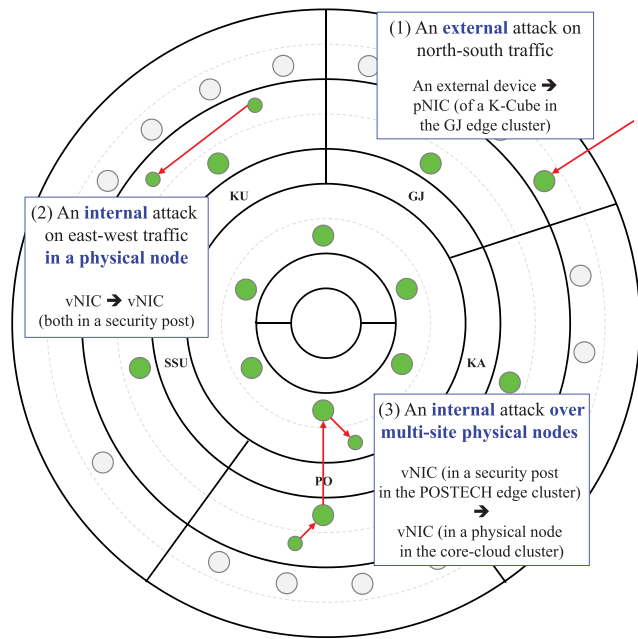 (1) An external attack on
north-south traffic
An external device ➔
pNIC (of a K-Cube in
the GJ edge cluster)
KU
GJ
(2) An internal attack
on east-west traffic
in a physical node
vNIC ➔ vNIC
(both in a security post)
SSU
KA
(3) An internal attack over
multi-site physical nodes
vNIC (in a security post
in the POSTECH edge cluster)
➔
vNIC (in a physical node
in the core-cloud cluster)
PO